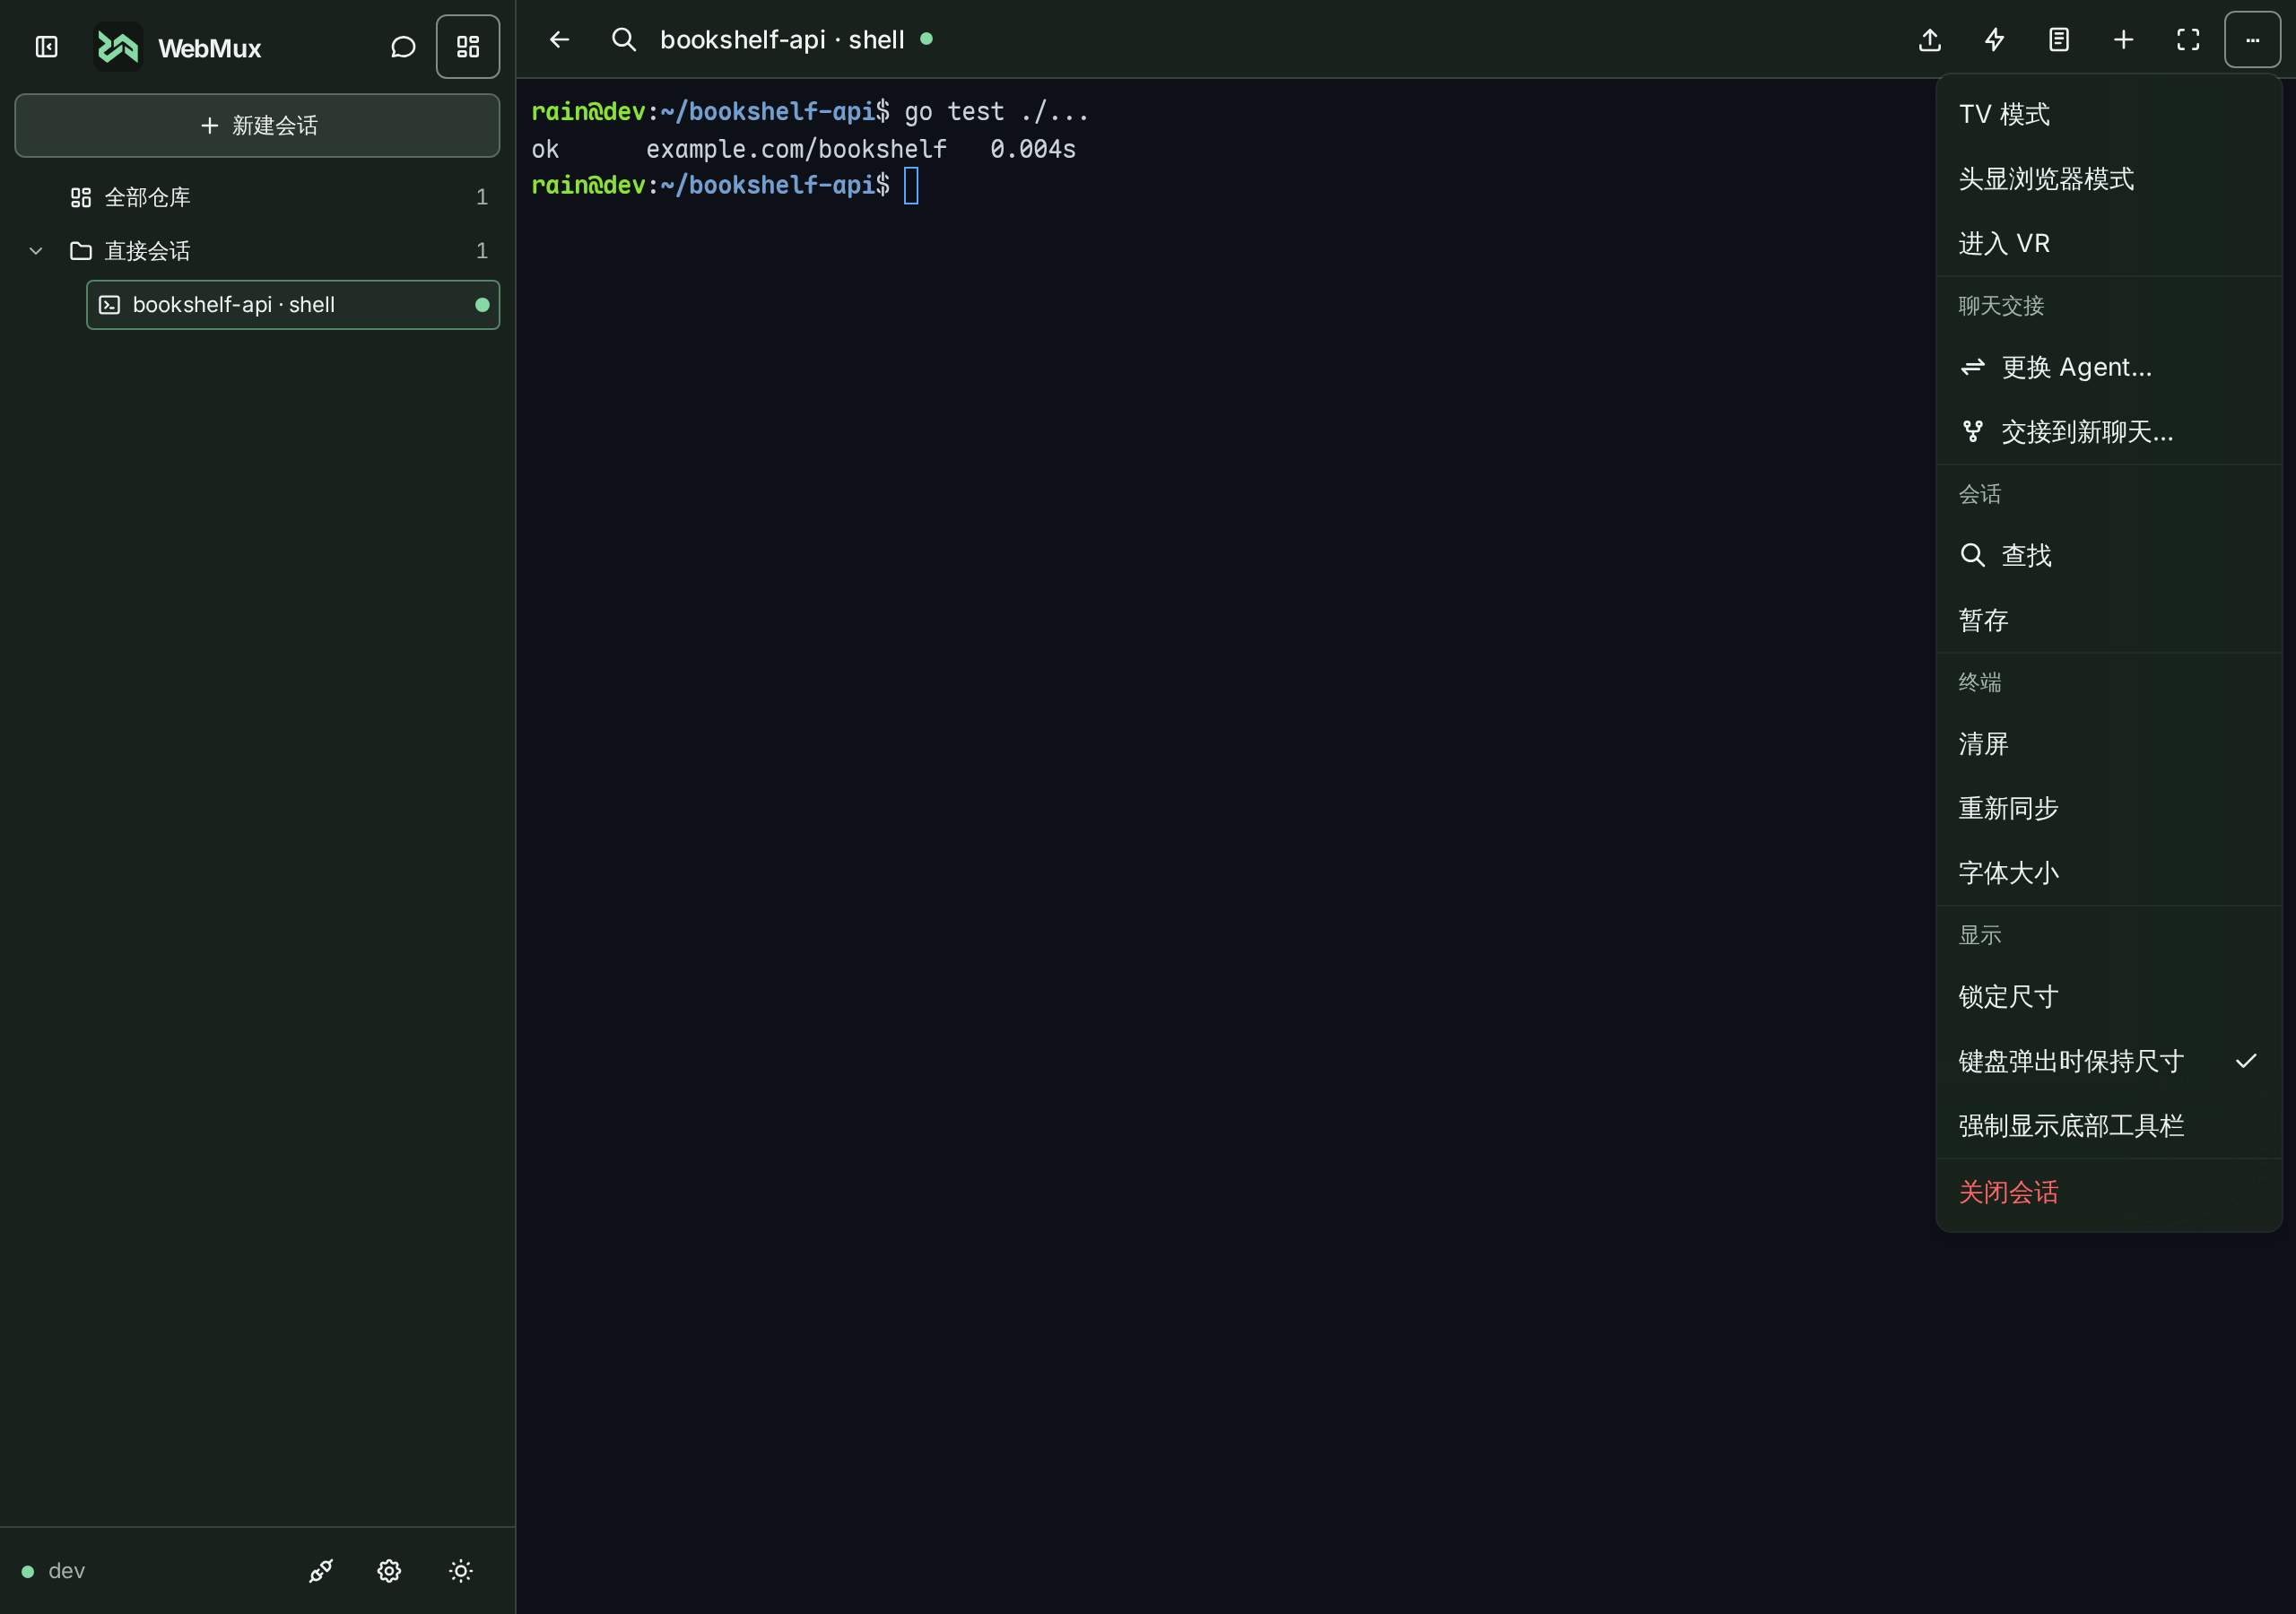 WebMux
新建会话
全部仓库 1
直接会话 1
bookshelf-api · shell
dev
bookshelf-api · shell
rain@dev:~/bookshelf-api$ go test ./...
ok      example.com/bookshelf   0.004s
rain@dev:~/bookshelf-api$
TV 模式
头显浏览器模式
进入 VR
聊天交接
更换 Agent...
交接到新聊天...
会话
查找
暂存
终端
清屏
重新同步
字体大小
显示
锁定尺寸
键盘弹出时保持尺寸
强制显示底部工具栏
关闭会话